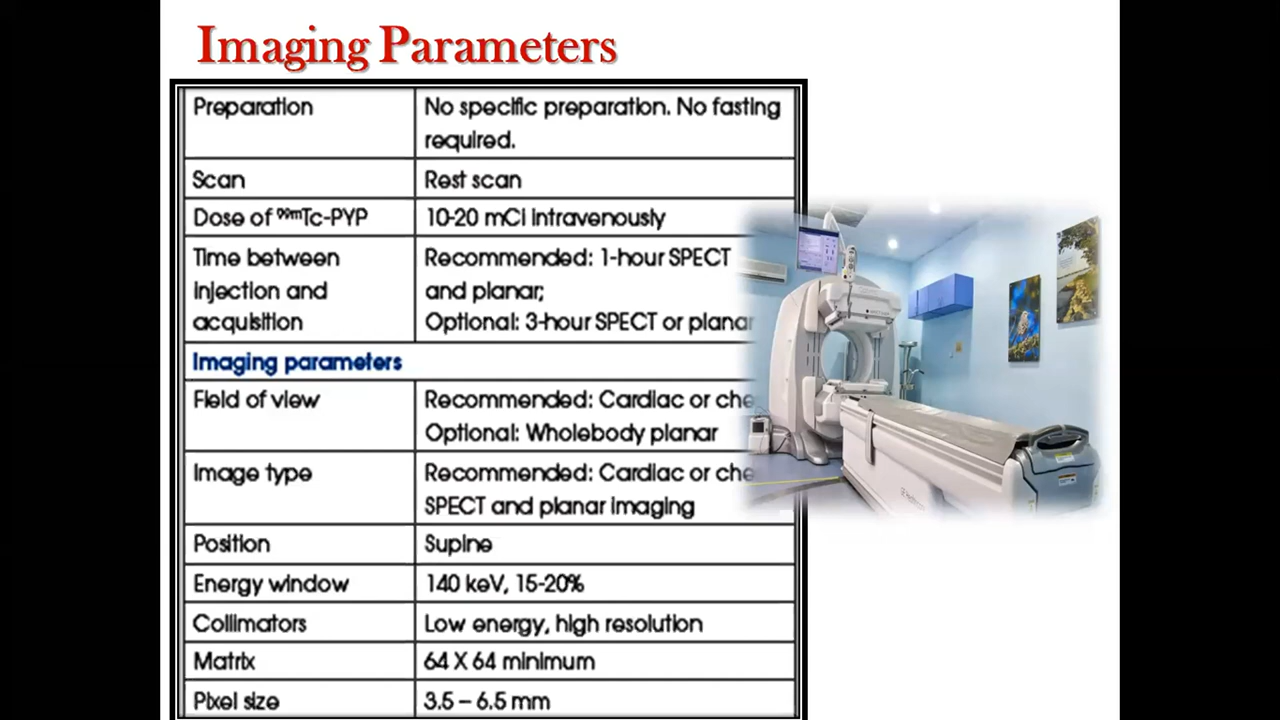 Imaging Parameters
Preparation
No specific preparation. No fasting
required.
Scan
Rest scan
Dose of ⁹⁹ᵐTc-PYP
10-20 mCi intravenously
Time between
injection and
acquisition
Recommended: 1-hour SPECT
and planar;
Optional: 3-hour SPECT or planar
Imaging parameters
Field of view
Recommended: Cardiac or che
Optional: Wholebody planar
Image type
Recommended: Cardiac or che
SPECT and planar imaging
Position
Supine
Energy window
140 keV, 15-20%
Collimators
Low energy, high resolution
Matrix
64 X 64 minimum
Pixel size
3.5 – 6.5 mm